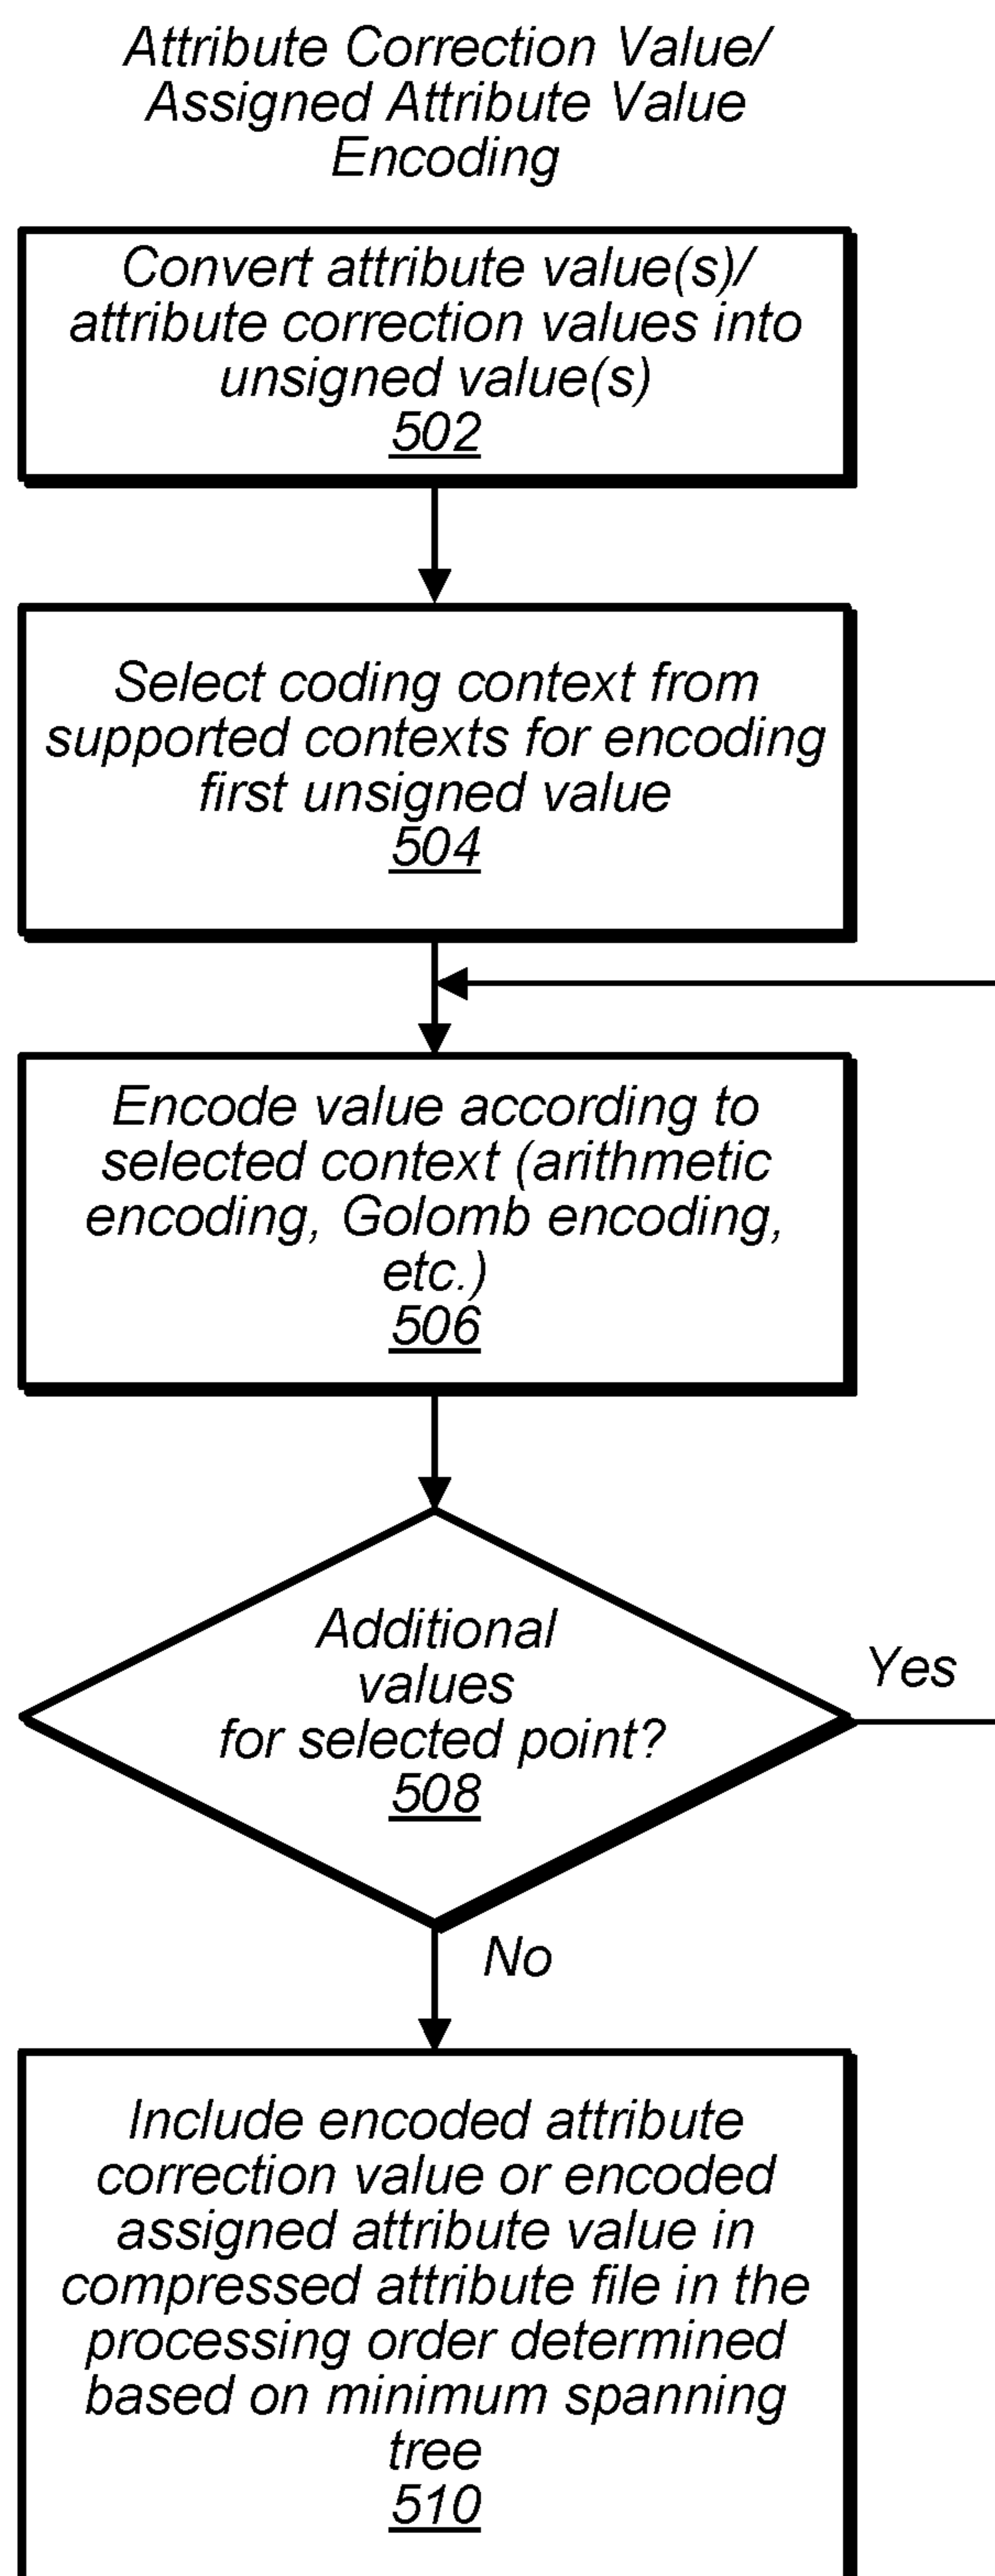 Attribute Correction Value/
Assigned Attribute Value
Encoding
Convert attribute value(s)/
attribute correction values into
unsigned value(s)
502
Select coding context from
supported contexts for encoding
first unsigned value
504
Encode value according to
selected context (arithmetic
encoding, Golomb encoding,
etc.)
506
Additional
values
for selected point?
508
Yes
No
Include encoded attribute
correction value or encoded
assigned attribute value in
compressed attribute file in the
processing order determined
based on minimum spanning
tree
510